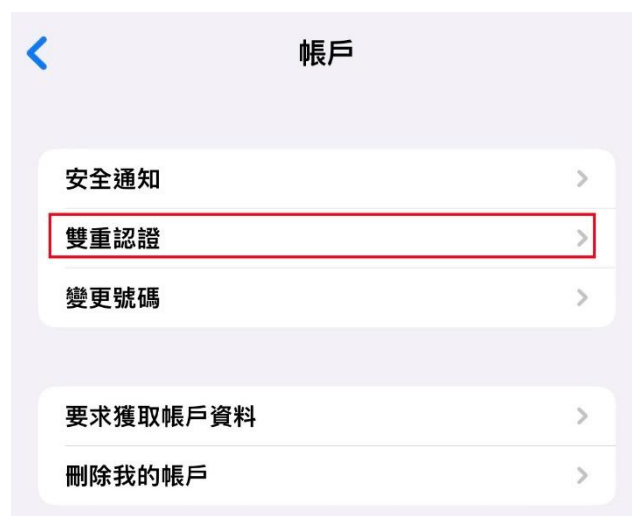 帳戶
安全通知
雙重認證
變更號碼
要求獲取帳戶資料
刪除我的帳戶